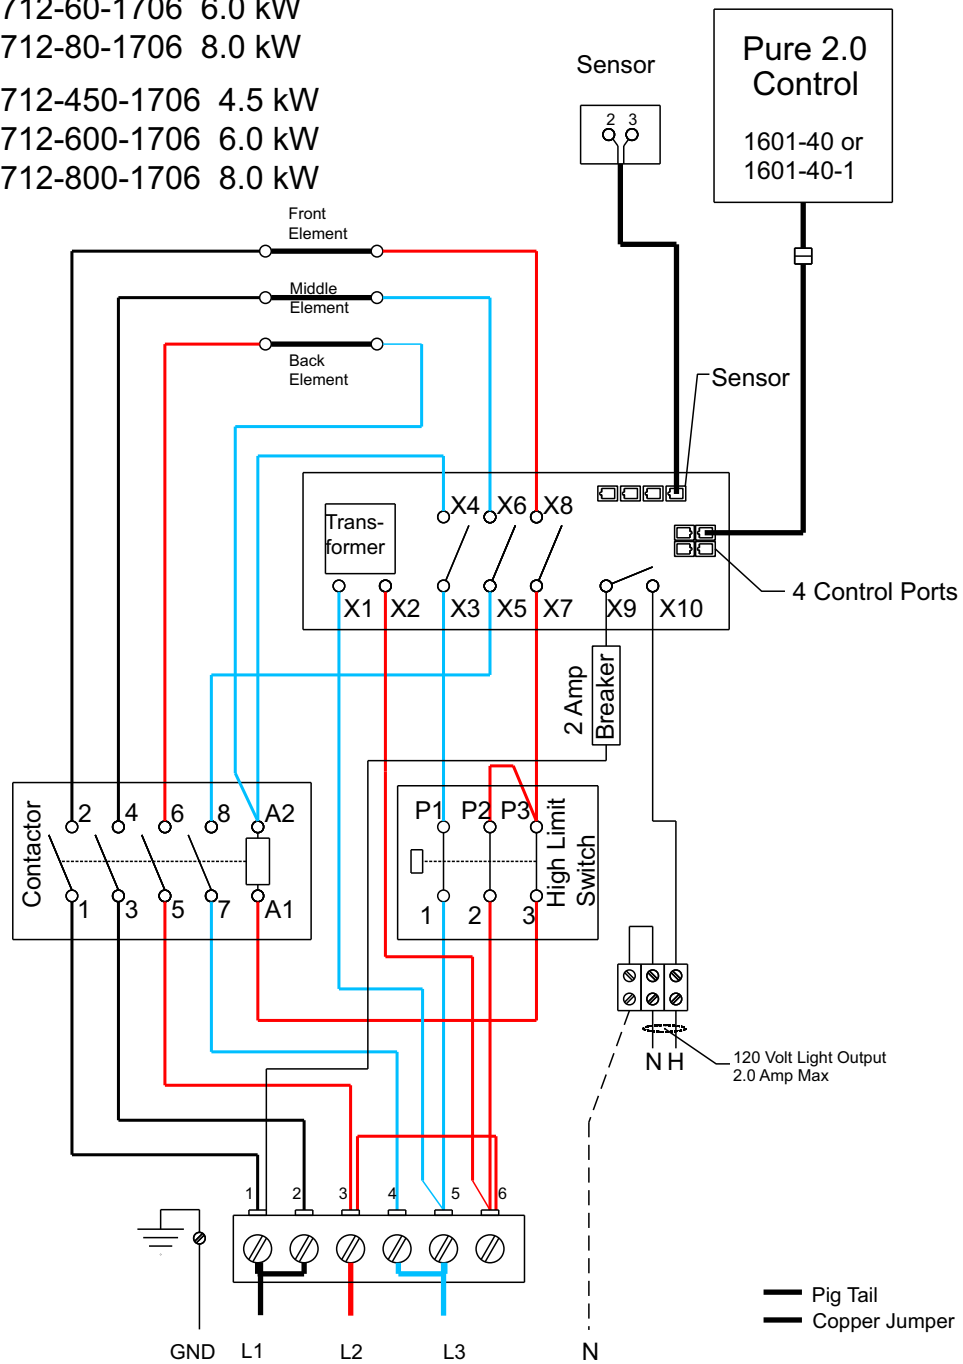 712-60-1706 6.0 kW
712-80-1706 8.0 kW
712-450-1706 4.5 kW
712-600-1706 6.0 kW
712-800-1706 8.0 kW
Sensor
2 3
Pure 2.0
Control
1601-40 or
1601-40-1
Front
Element
Middle
Element
Back
Element
Sensor
Trans-
former
X4 X6 X8
X1 X2 X3 X5 X7 X9 X10
4 Control Ports
2 Amp
Breaker
Contactor
2 4 6 8 A2
1 3 5 7 A1
P1 P2 P3
1 2 3
High Limit
Switch
N H
120 Volt Light Output
2.0 Amp Max
1 2 3 4 5 6
GND L1 L2 L3 N
Pig Tail
Copper Jumper